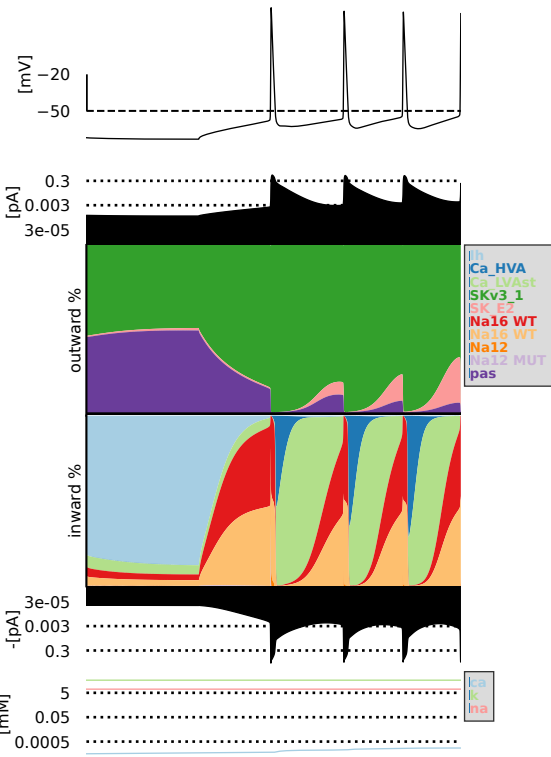 [mV]
−20
−50
[pA]
0.3
0.003
3e-05
outward %
Ih
Ca_HVA
Ca_LVAst
SKv3_1
SK_E2
Na16 WT
Na16 WT
Na12
Na12 MUT
pas
inward %
-[pA]
3e-05
0.003
0.3
[mM]
5
0.05
0.0005
ca
k
na